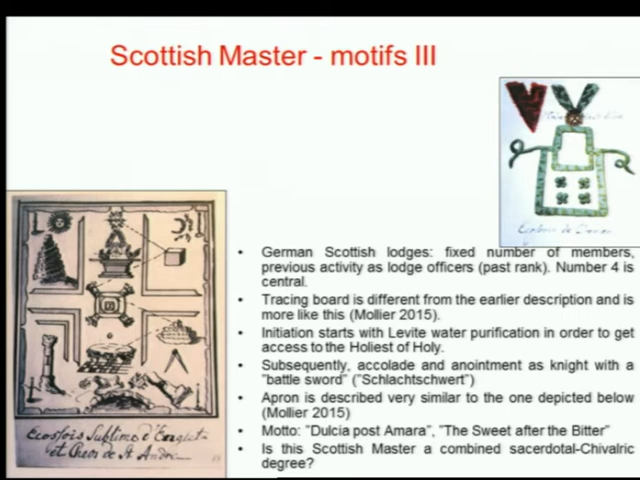 Scottish Master - motifs III
• German Scottish lodges: fixed number of members,
previous activity as lodge officers (past rank). Number 4 is
central.
• Tracing board is different from the earlier description and is
more like this (Mollier 2015).
• Initiation starts with Levite water purification in order to get
access to the Holiest of Holy.
• Subsequently, accolade and anointment as knight with a
"battle sword" ("Schlachtschwert")
• Apron is described very similar to the one depicted below
(Mollier 2015)
• Motto: "Dulcia post Amara", "The Sweet after the Bitter"
• Is this Scottish Master a combined sacerdotal-Chivalric
degree?
Ecossois Sublime d'
et de St André